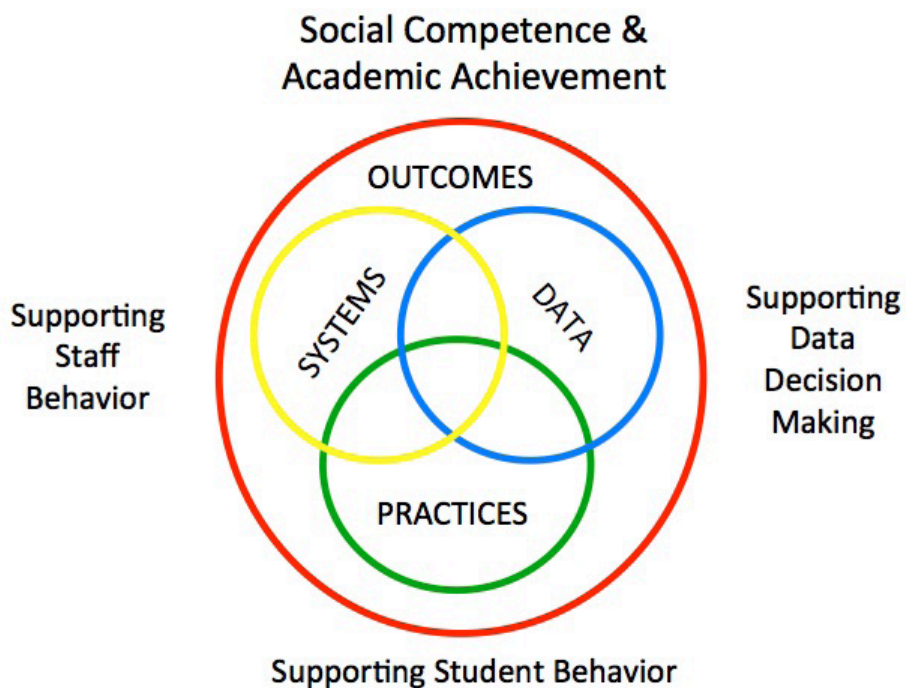 Social Competence &
Academic Achievement
OUTCOMES
SYSTEMS
DATA
Supporting
Staff
Behavior
Supporting
Data
Decision
Making
PRACTICES
Supporting Student Behavior